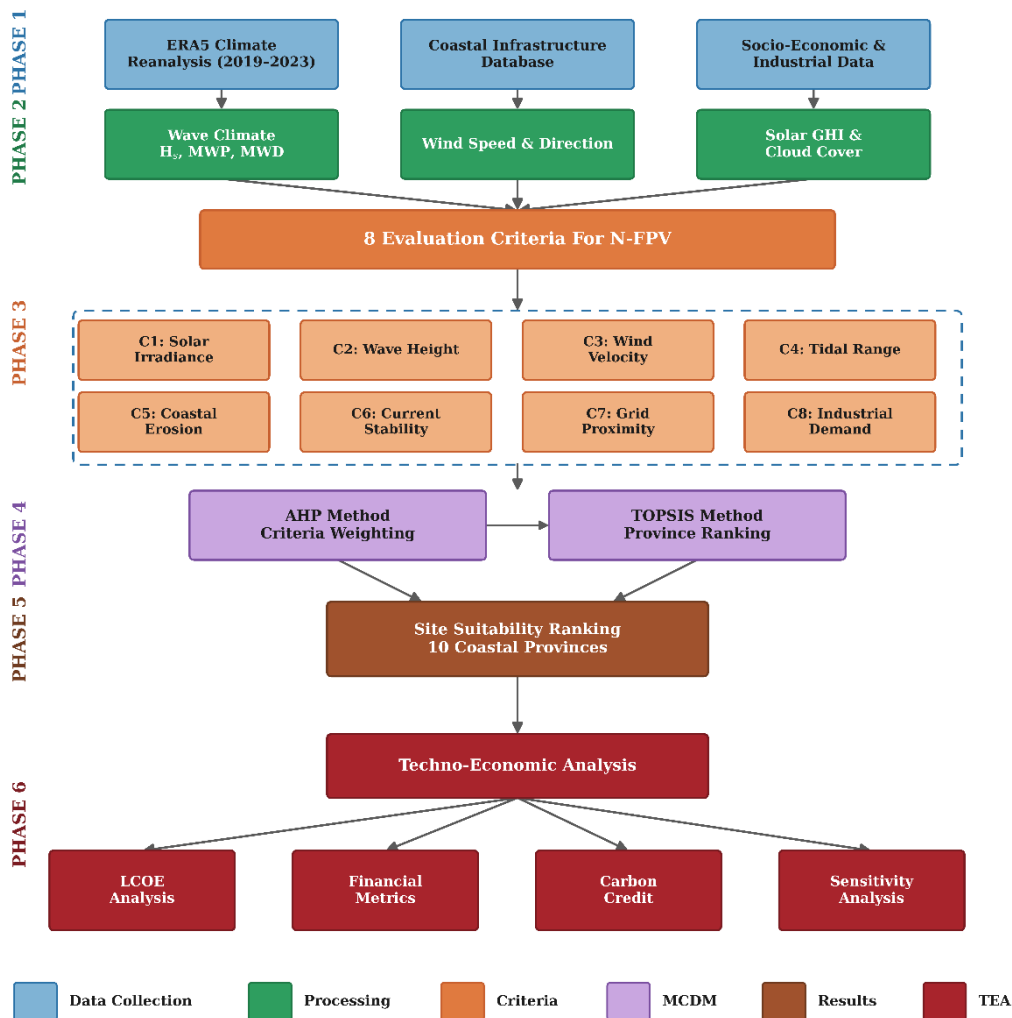 PHASE 1
ERA5 Climate
Reanalysis (2019–2023)
Coastal Infrastructure
Database
Socio-Economic &
Industrial Data
PHASE 2
Wave Climate
Hₛ, MWP, MWD
Wind Speed & Direction
Solar GHI &
Cloud Cover
8 Evaluation Criteria For N-FPV
PHASE 3
C1: Solar
Irradiance
C2: Wave Height
C3: Wind
Velocity
C4: Tidal Range
C5: Coastal
Erosion
C6: Current
Stability
C7: Grid
Proximity
C8: Industrial
Demand
PHASE 4
AHP Method
Criteria Weighting
TOPSIS Method
Province Ranking
PHASE 5
Site Suitability Ranking
10 Coastal Provinces
PHASE 6
Techno-Economic Analysis
LCOE
Analysis
Financial
Metrics
Carbon
Credit
Sensitivity
Analysis
Data Collection
Processing
Criteria
MCDM
Results
TEA